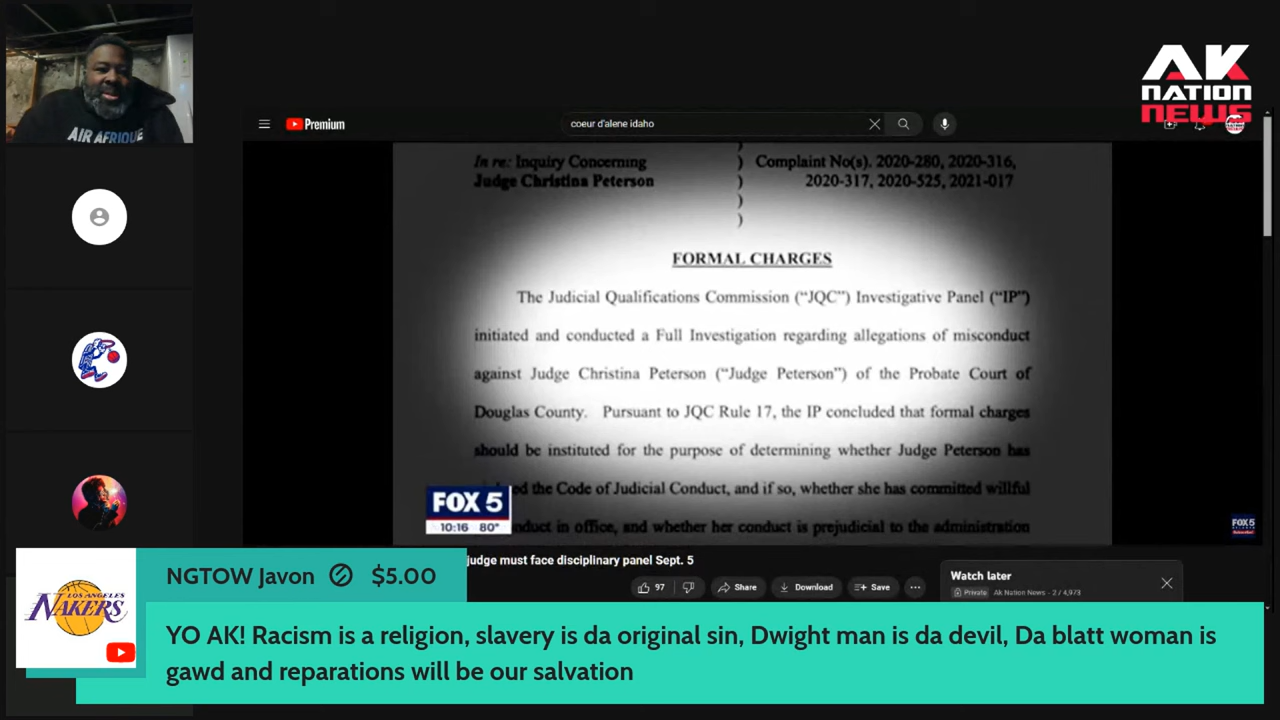 AIR AFRIQUE
AK
NATION
NEWS
Premium
coeur d'alene idaho
In re: Inquiry Concerning ) Complaint No(s). 2020-280, 2020-316,
Judge Christina Peterson ) 2020-317, 2020-525, 2021-017
)
)
FORMAL CHARGES
The Judicial Qualifications Commission ("JQC") Investigative Panel ("IP")
initiated and conducted a Full Investigation regarding allegations of misconduct
against Judge Christina Peterson ("Judge Peterson") of the Probate Court of
Douglas County. Pursuant to JQC Rule 17, the IP concluded that formal charges
should be instituted for the purpose of determining whether Judge Peterson has
the Code of Judicial Conduct, and if so, whether she has committed willful
in office, and whether her conduct is prejudicial to the administration
FOX 5
10:16 80°
FOX5
judge must face disciplinary panel Sept. 5
97 Share Download Save ...
Watch later
Private Ak Nation News - 2 / 4,973
LOS ANGELES
NAKERS
NGTOW Javon $5.00
YO AK! Racism is a religion, slavery is da original sin, Dwight man is da devil, Da blatt woman is
gawd and reparations will be our salvation